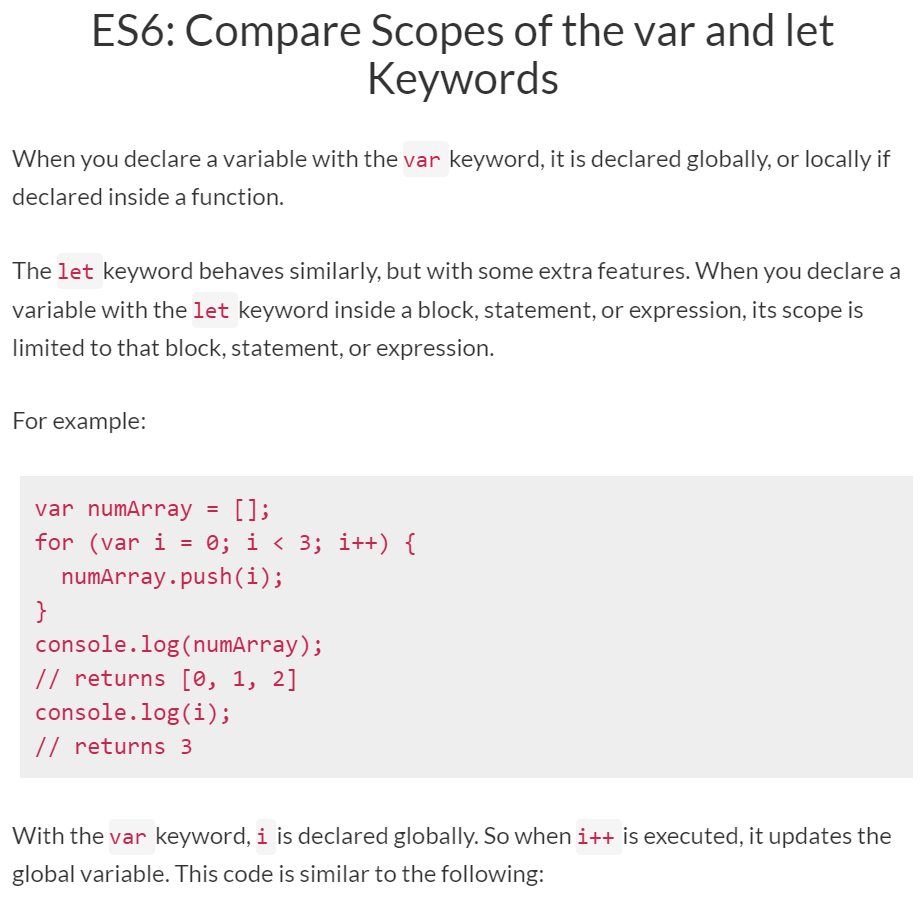 ES6: Compare Scopes of the var and let
Keywords
When you declare a variable with the var keyword, it is declared globally, or locally if
declared inside a function.
The let keyword behaves similarly, but with some extra features. When you declare a
variable with the let keyword inside a block, statement, or expression, its scope is
limited to that block, statement, or expression.
For example:
var numArray = [];
for (var i = 0; i < 3; i++) {
  numArray.push(i);
}
console.log(numArray);
// returns [0, 1, 2]
console.log(i);
// returns 3
With the var keyword, i is declared globally. So when i++ is executed, it updates the
global variable. This code is similar to the following: